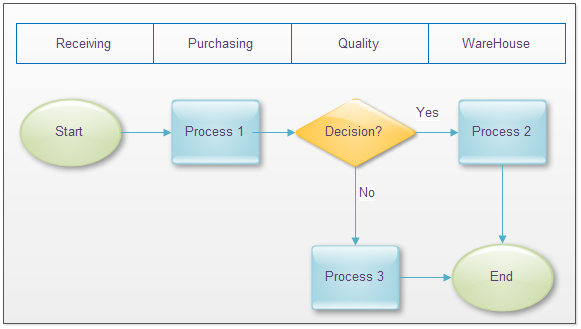 Receiving
Purchasing
Quality
WareHouse
Start
Process 1
Decision?
Yes
Process 2
No
Process 3
End